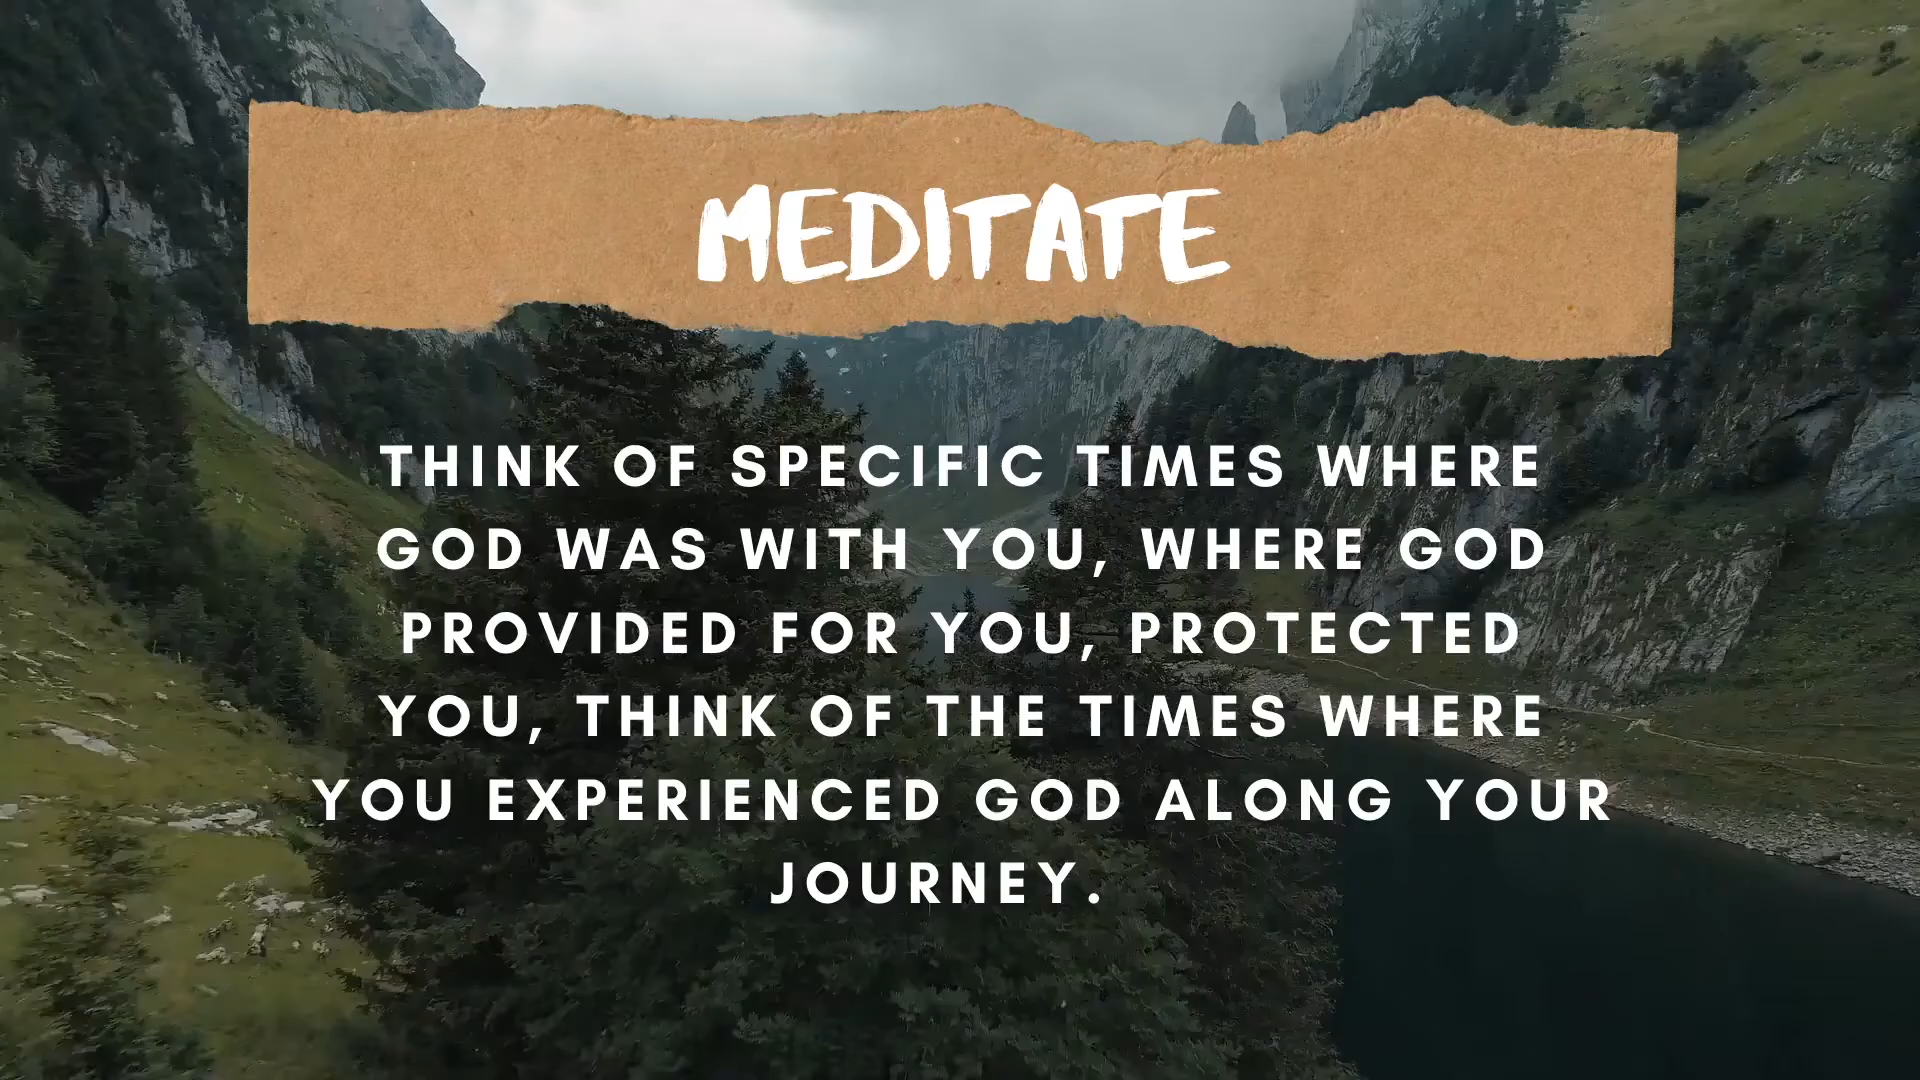 MEDITATE
THINK OF SPECIFIC TIMES WHERE
GOD WAS WITH YOU, WHERE GOD
PROVIDED FOR YOU, PROTECTED
YOU, THINK OF THE TIMES WHERE
YOU EXPERIENCED GOD ALONG YOUR
JOURNEY.